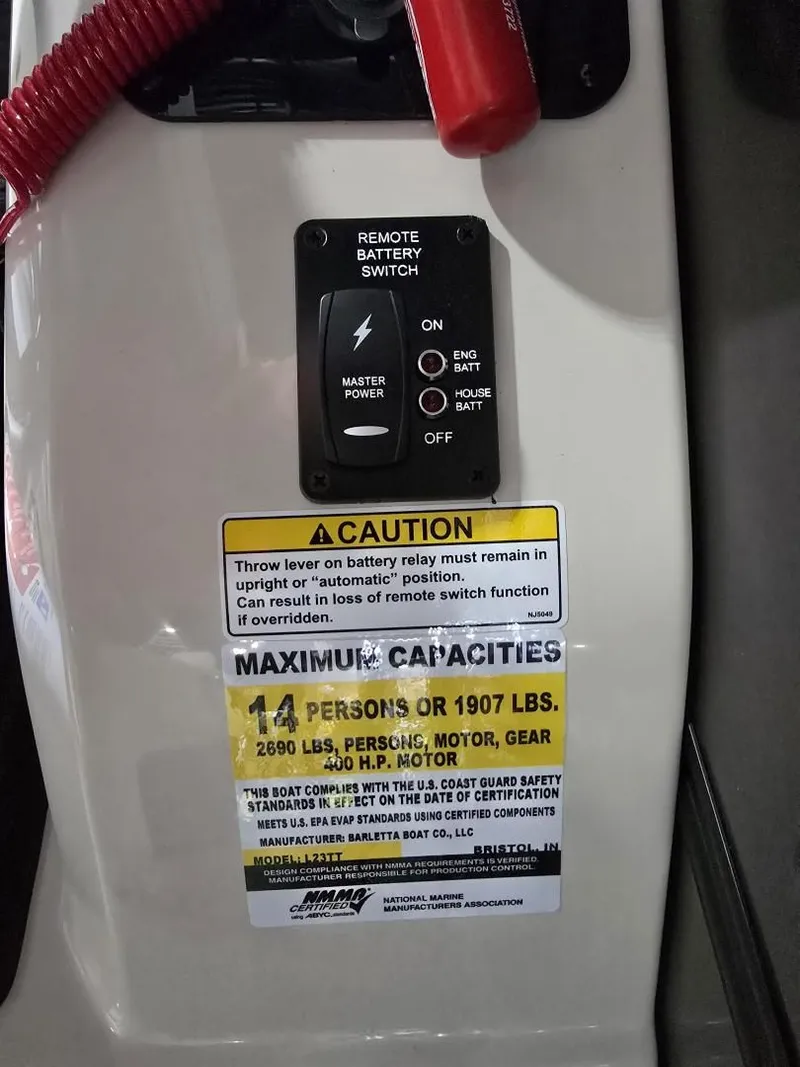 3722
REMOTE
BATTERY
SWITCH
ON
MASTER
POWER
ENG
BATT
HOUSE
BATT
OFF
CAUTION
Throw lever on battery relay must remain in
upright or “automatic” position.
Can result in loss of remote switch function
if overridden.
NJ5049
MAXIMUM CAPACITIES
14 PERSONS OR 1907 LBS.
2690 LBS, PERSONS, MOTOR, GEAR
400 H.P. MOTOR
THIS BOAT COMPLIES WITH THE U.S. COAST GUARD SAFETY
STANDARDS IN EFFECT ON THE DATE OF CERTIFICATION
MEETS U.S. EPA EVAP STANDARDS USING CERTIFIED COMPONENTS
MANUFACTURER: BARLETTA BOAT CO., LLC
MODEL: L23TT BRISTOL, IN
DESIGN COMPLIANCE WITH NMMA REQUIREMENTS IS VERIFIED.
MANUFACTURER RESPONSIBLE FOR PRODUCTION CONTROL.
NMMA
CERTIFIED
using ABYC standards
NATIONAL MARINE
MANUFACTURERS ASSOCIATION